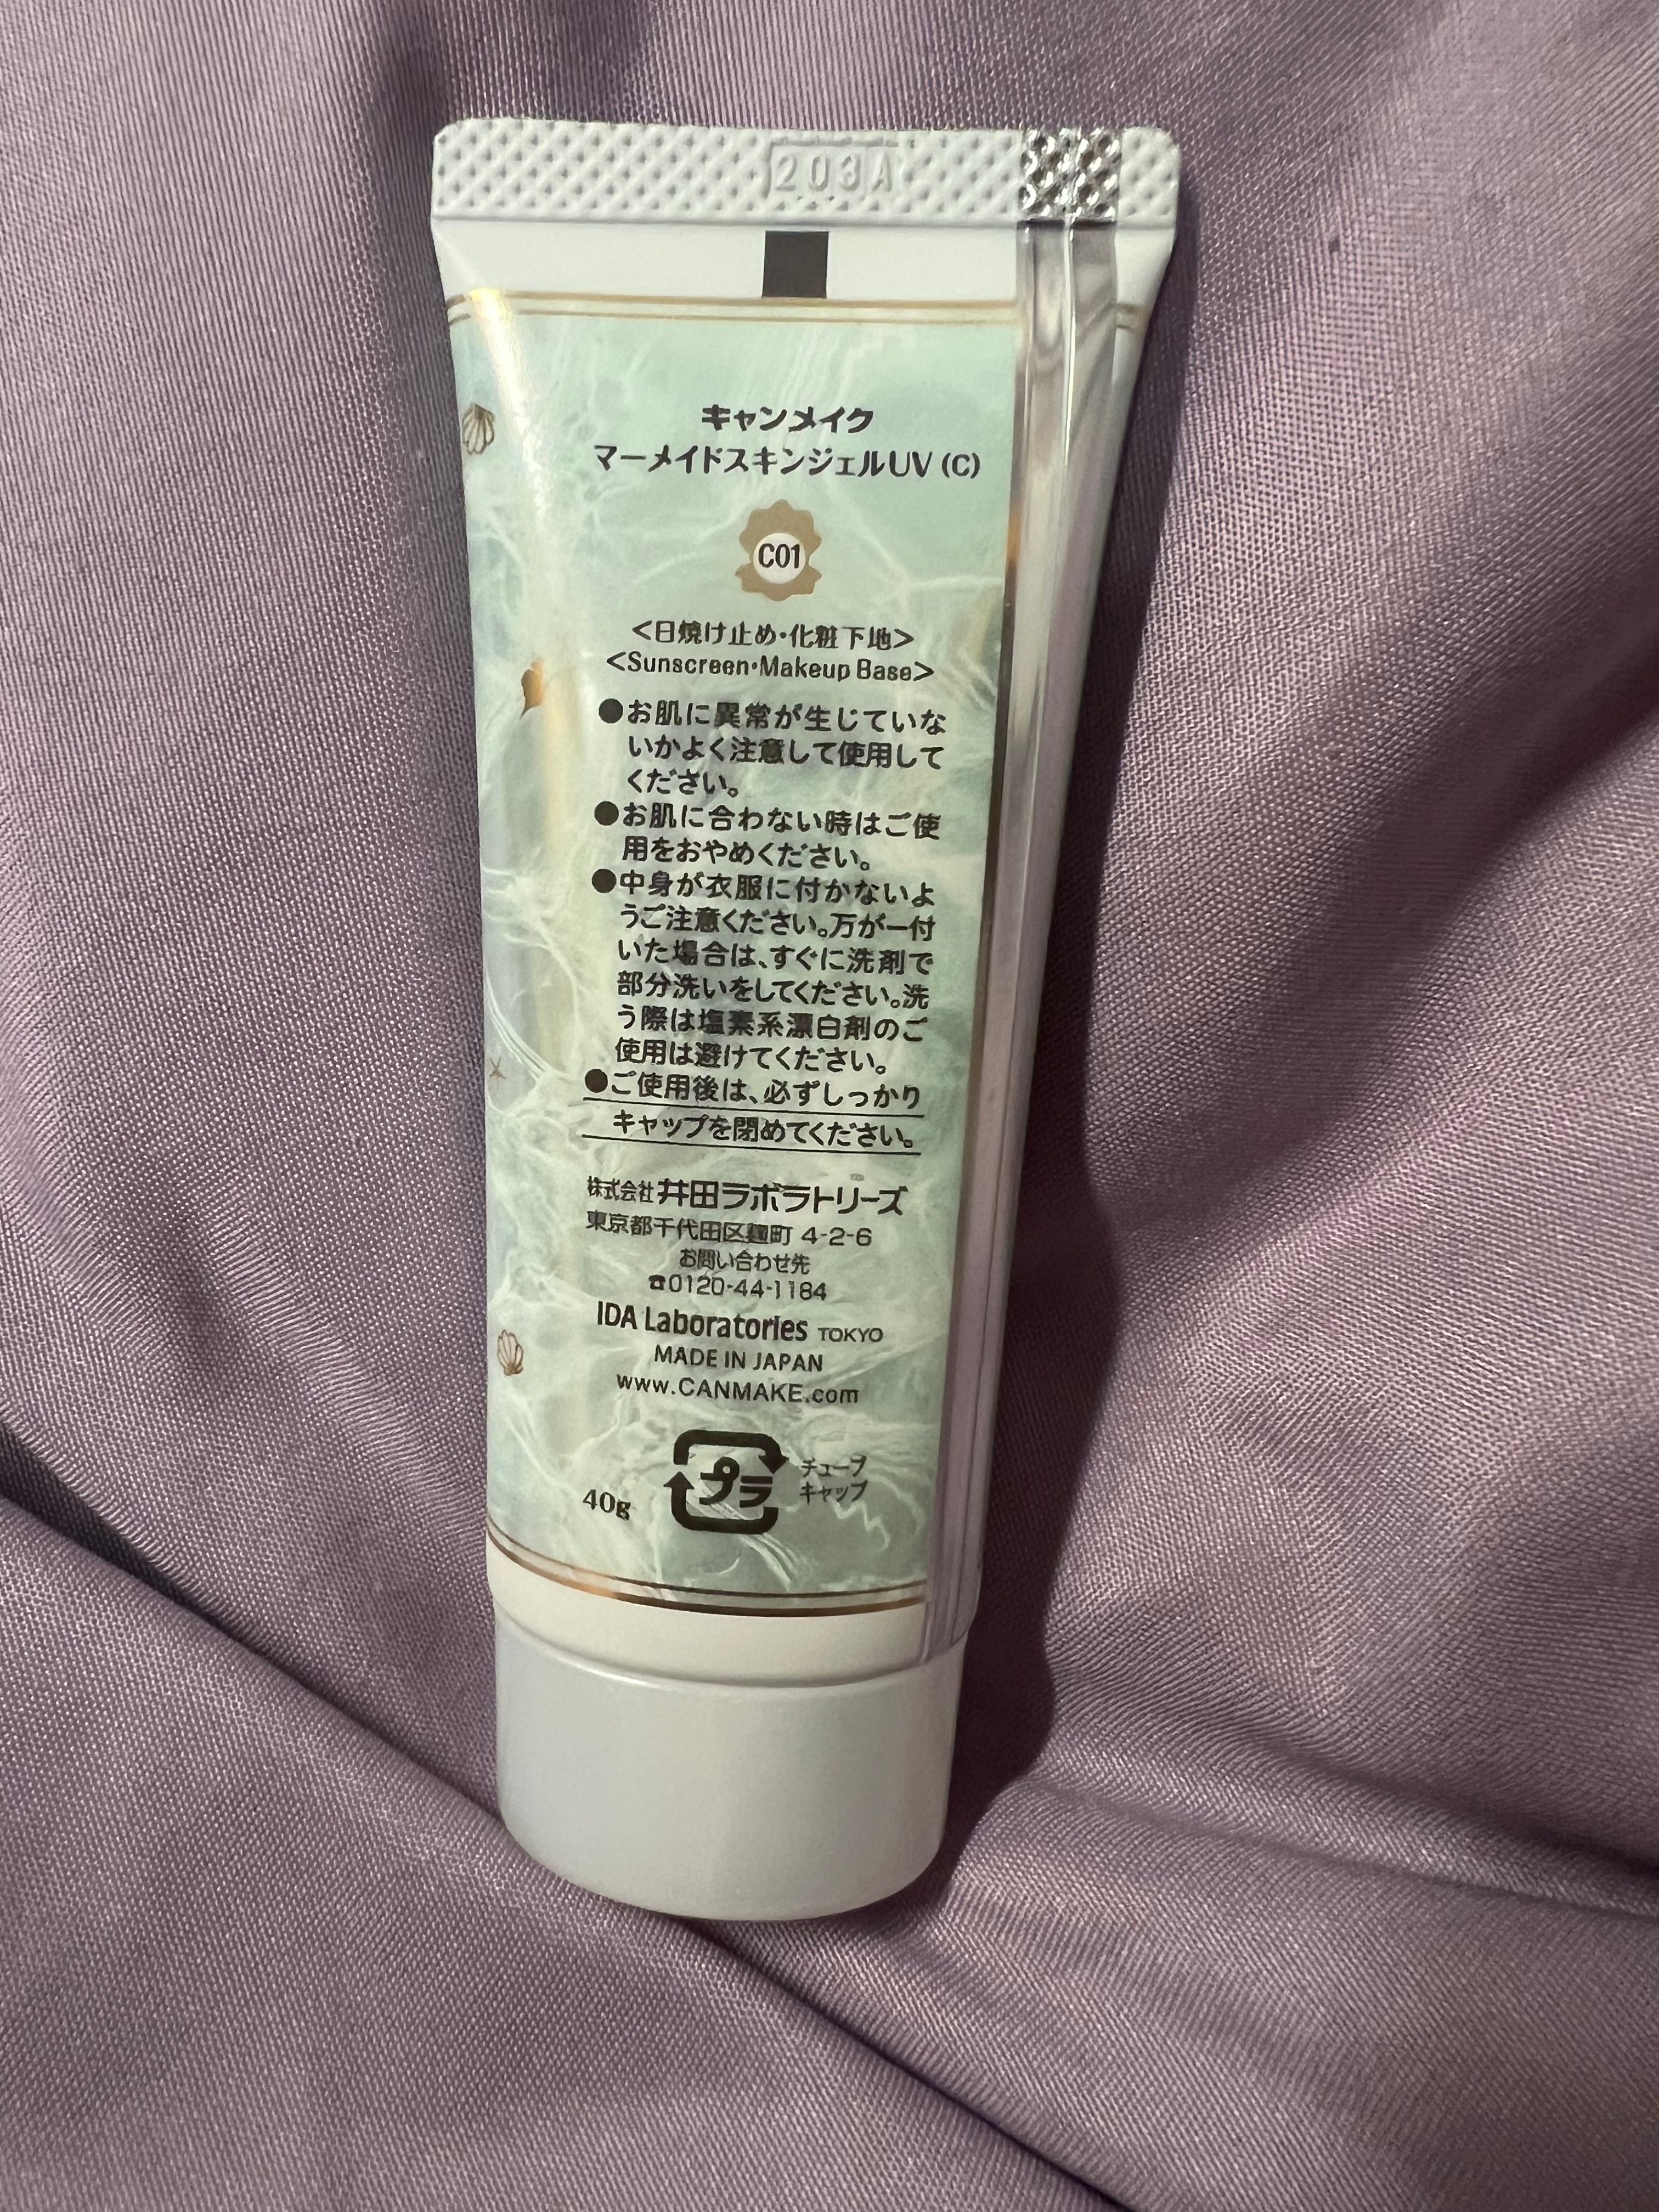 203A
キャンメイク
マーメイドスキンジェルUV (C)
C01
<日焼け止め・化粧下地>
<Sunscreen・Makeup Base>
●お肌に異常が生じていな
いかよく注意して使用して
ください。
●お肌に合わない時はご使
用をおやめください。
●中身が衣服に付かないよ
うご注意ください。万が一付
いた場合は、すぐに洗剤で
部分洗いをしてください。洗
う際は塩素系漂白剤のご
使用は避けてください。
●ご使用後は、必ずしっかり
キャップを閉めてください。
株式会社 井田ラボラトリーズ
東京都千代田区麹町 4-2-6
お問い合わせ先
☎0120-44-1184
IDA Laboratories TOKYO
MADE IN JAPAN
www.CANMAKE.com
40g プラ チューブ
キャップ